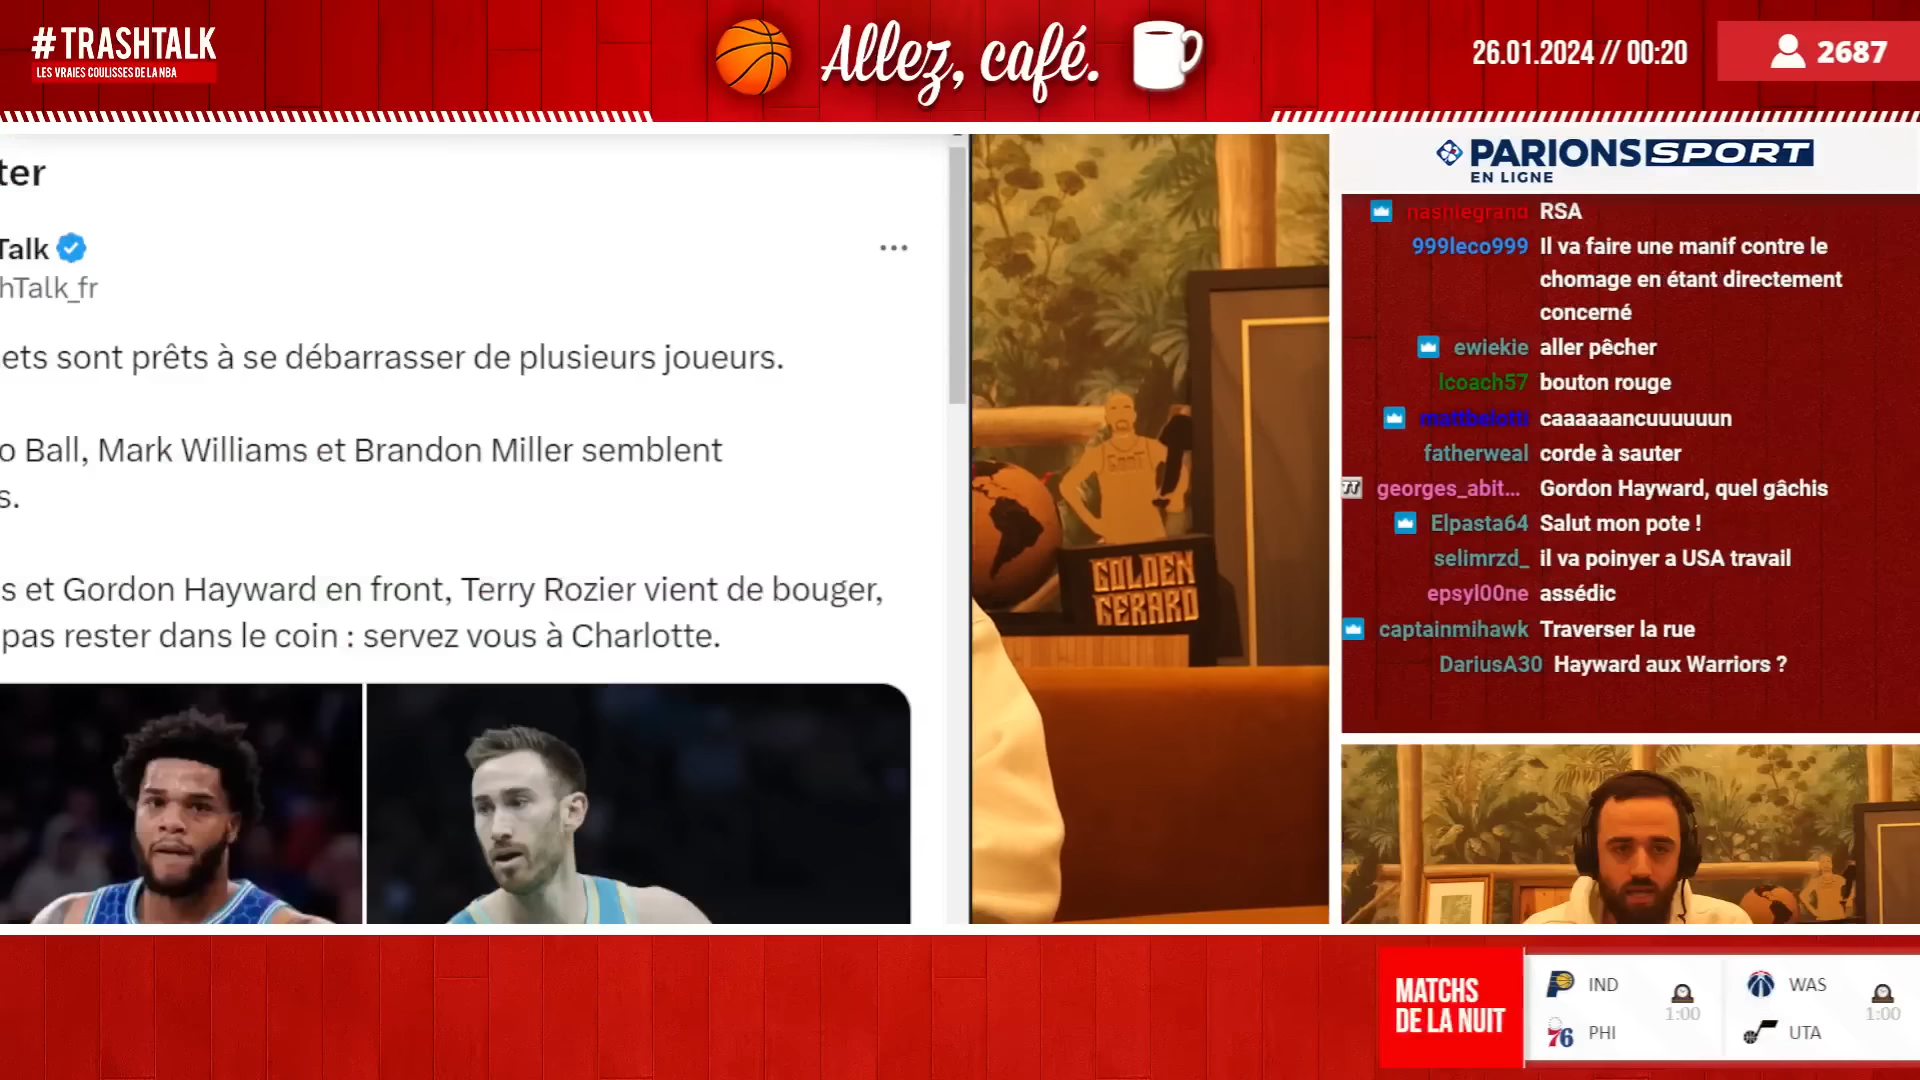 #TRASHTALK
LES VRAIES COULISSES DE LA NBA
Allez, café.
26.01.2024 // 00:20
2687
ter
Talk
hTalk_fr
ets sont prêts à se débarrasser de plusieurs joueurs.
o Ball, Mark Williams et Brandon Miller semblent
s.
s et Gordon Hayward en front, Terry Rozier vient de bouger,
pas rester dans le coin : servez vous à Charlotte.
GOLDEN
GERARD
PARIONS SPORT
EN LIGNE
nashlegrand RSA
999leco999 Il va faire une manif contre le
chomage en étant directement
concerné
ewiekie aller pêcher
lcoach57 bouton rouge
mattbelotti caaaaaancuuuuuun
fatherweal corde à sauter
georges_abit... Gordon Hayward, quel gâchis
Elpasta64 Salut mon pote !
selimrzd_ il va poinyer a USA travail
epsyl00ne assédic
captainmihawk Traverser la rue
DariusA30 Hayward aux Warriors ?
MATCHS
DE LA NUIT
IND
PHI
1:00
WAS
UTA
1:00